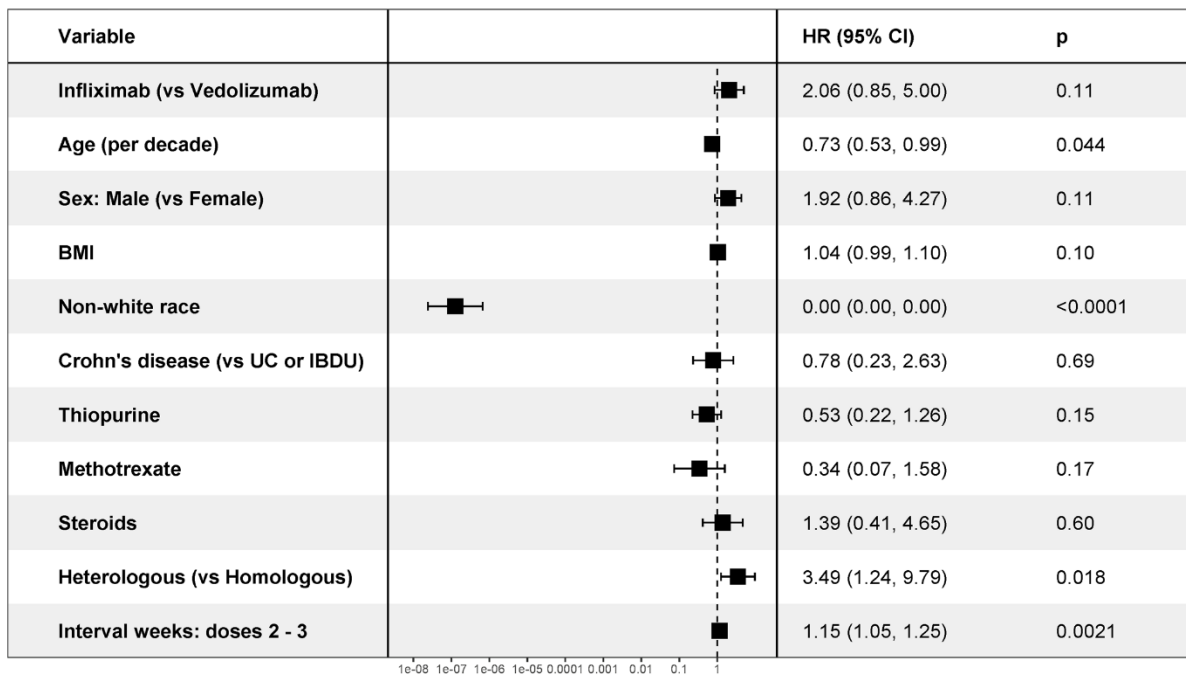 Variable HR (95% CI) p
Infliximab (vs Vedolizumab) 2.06 (0.85, 5.00) 0.11
Age (per decade) 0.73 (0.53, 0.99) 0.044
Sex: Male (vs Female) 1.92 (0.86, 4.27) 0.11
BMI 1.04 (0.99, 1.10) 0.10
Non-white race 0.00 (0.00, 0.00) <0.0001
Crohn's disease (vs UC or IBDU) 0.78 (0.23, 2.63) 0.69
Thiopurine 0.53 (0.22, 1.26) 0.15
Methotrexate 0.34 (0.07, 1.58) 0.17
Steroids 1.39 (0.41, 4.65) 0.60
Heterologous (vs Homologous) 3.49 (1.24, 9.79) 0.018
Interval weeks: doses 2 - 3 1.15 (1.05, 1.25) 0.0021
1e-08 1e-07 1e-06 1e-05 0.0001 0.001 0.01 0.1 1